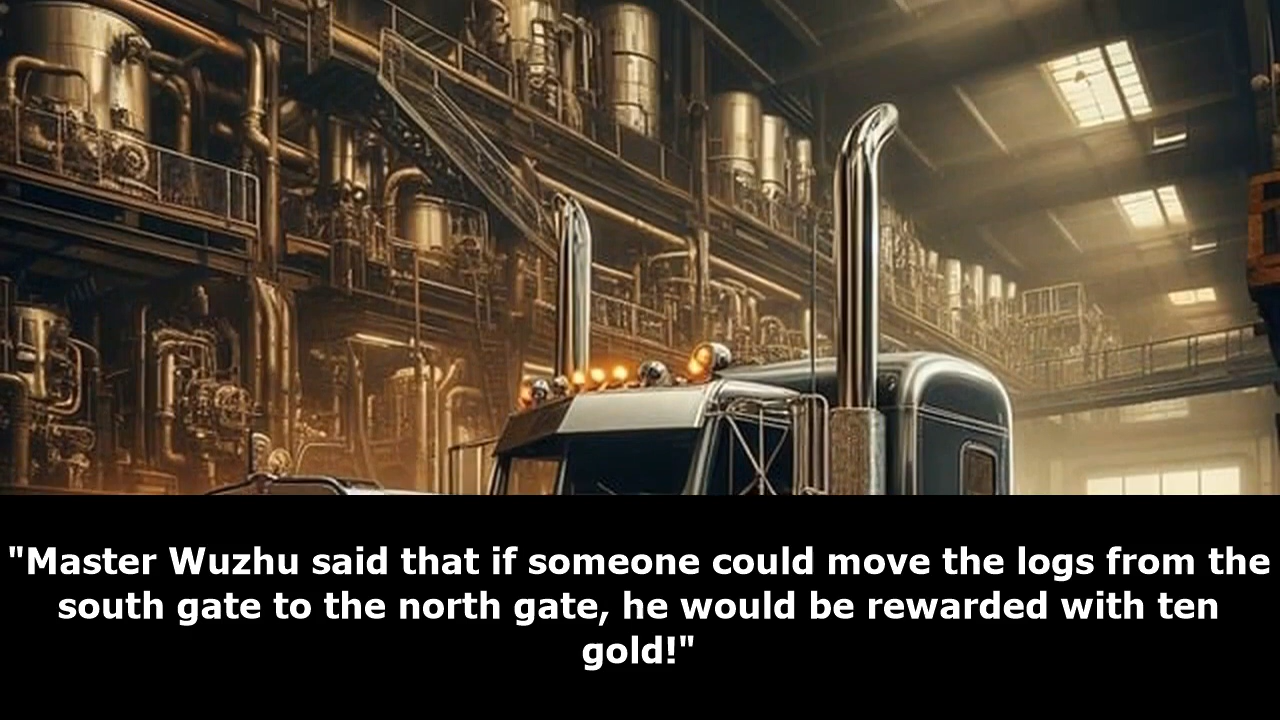 "Master Wuzhu said that if someone could move the logs from the
south gate to the north gate, he would be rewarded with ten
gold!"